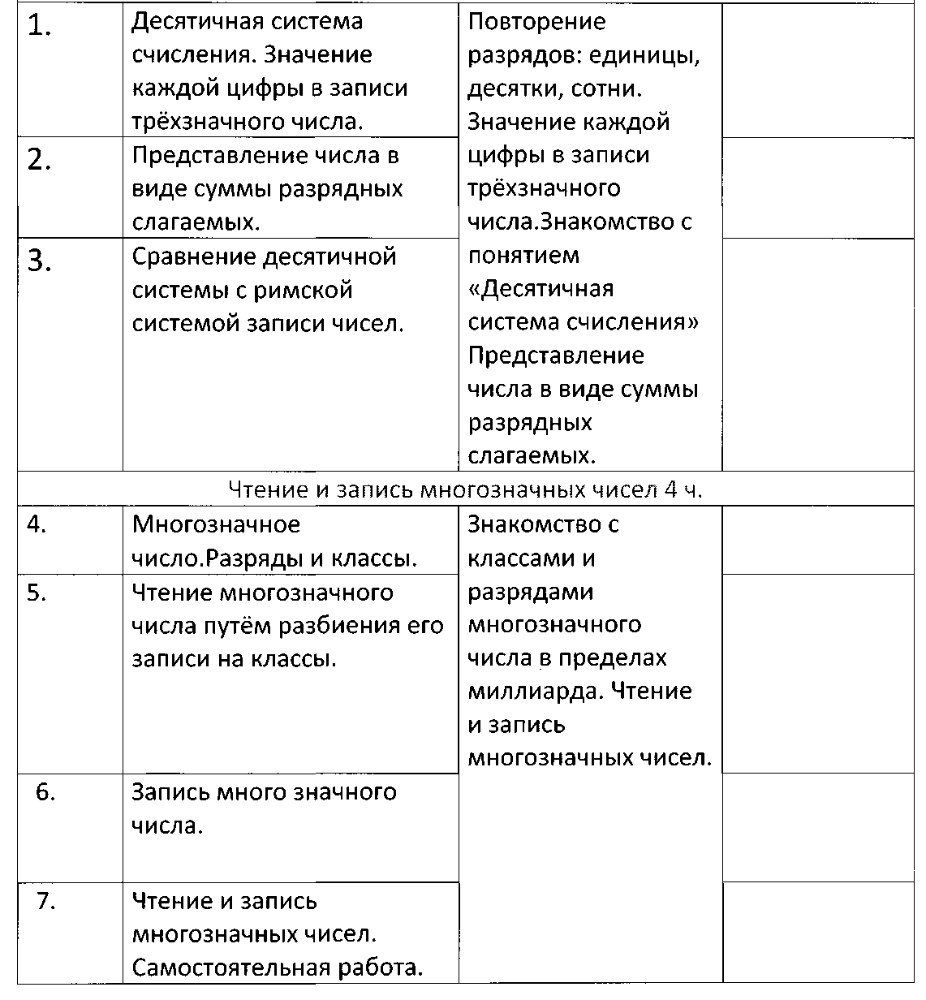 1.
Десятичная система
счисления. Значение
каждой цифры в записи
трёхзначного числа.
Повторение
разрядов: единицы,
десятки, сотни.
Значение каждой
цифры в записи
трёхзначного
числа.Знакомство с
понятием
«Десятичная
система счисления»
Представление
числа в виде суммы
разрядных
слагаемых.
2.
Представление числа в
виде суммы разрядных
слагаемых.
3.
Сравнение десятичной
системы с римской
системой записи чисел.
Чтение и запись многозначных чисел 4 ч.
4.
Многозначное
число.Разряды и классы.
Знакомство с
классами и
разрядами
многозначного
числа в пределах
миллиарда. Чтение
и запись
многозначных чисел.
5.
Чтение многозначного
числа путём разбиения его
записи на классы.
6.
Запись много значного
числа.
7.
Чтение и запись
многозначных чисел.
Самостоятельная работа.